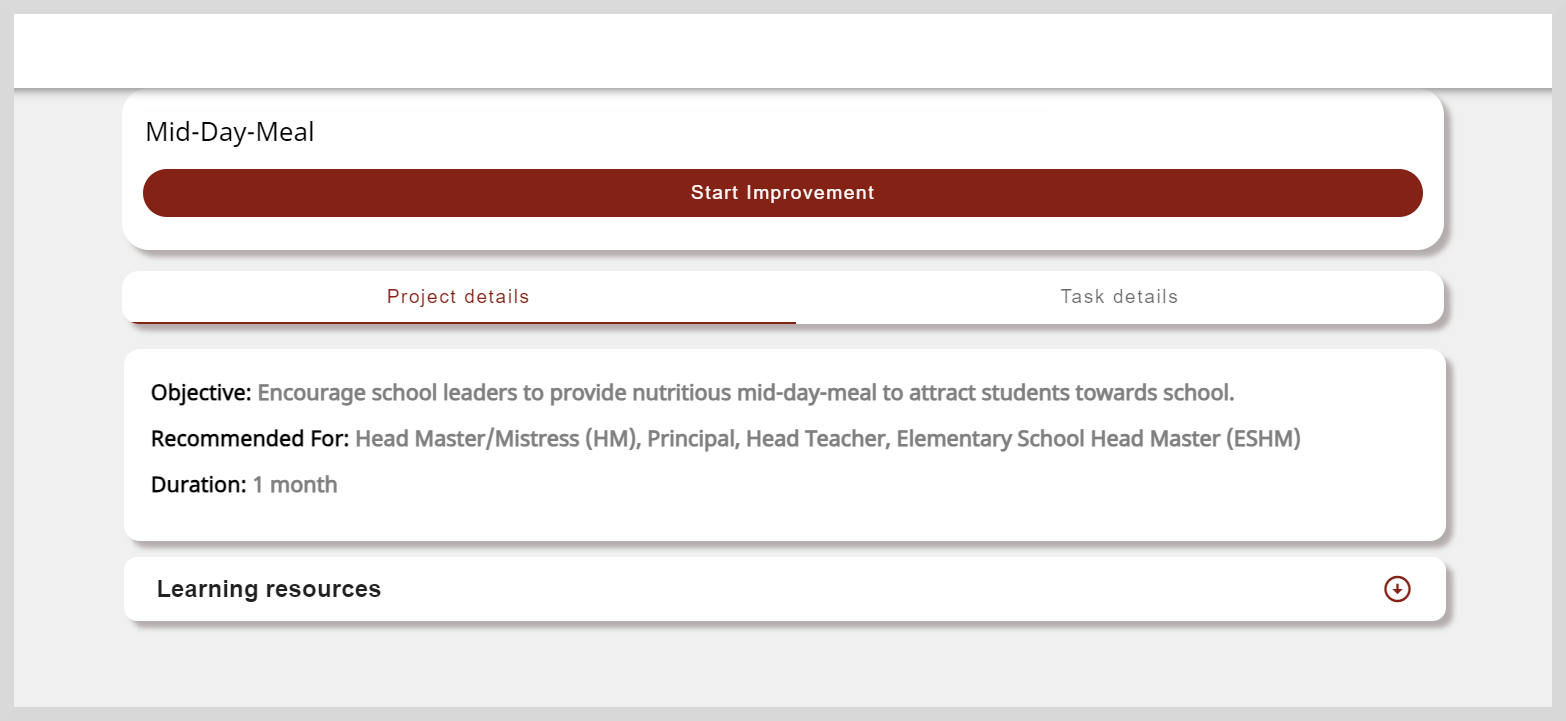 Mid-Day-Meal
Start Improvement
Project details
Task details
Objective: Encourage school leaders to provide nutritious mid-day-meal to attract students towards school.
Recommended For: Head Master/Mistress (HM), Principal, Head Teacher, Elementary School Head Master (ESHM)
Duration: 1 month
Learning resources